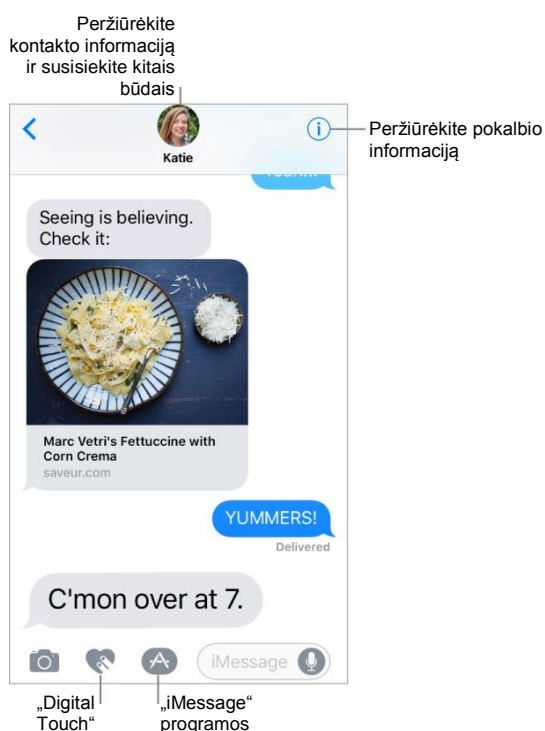 Peržiūrėkite
kontakto informaciją
ir susisiekite kitais
būdais
Katie
Peržiūrėkite pokalbio
informaciją
Seeing is believing.
Check it:
Marc Vetri's Fettuccine with
Corn Crema
saveur.com
YUMMERS!
Delivered
C'mon over at 7.
iMessage
„Digital
Touch“
„iMessage“
programos